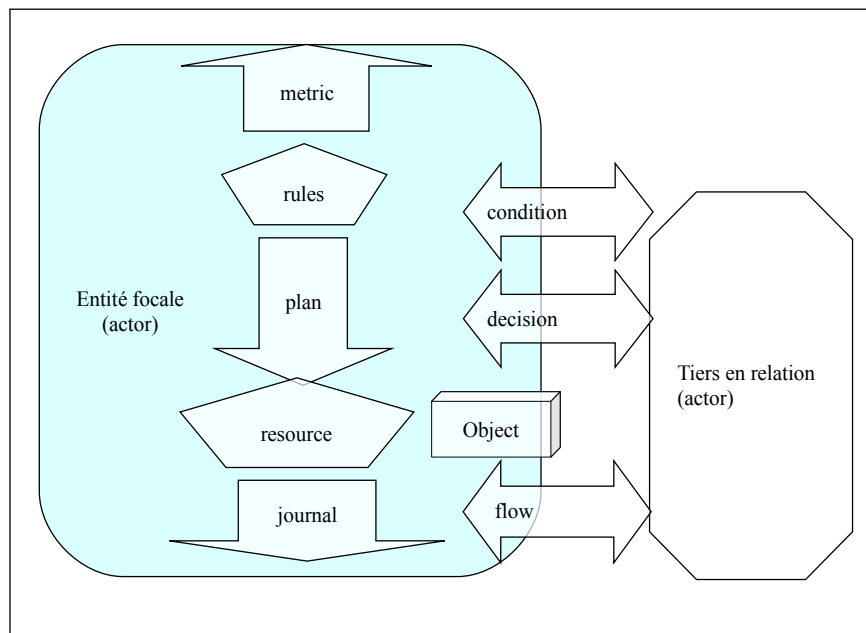 metric
rules
condition
Entité focale
(actor)
plan
decision
Tiers en relation
(actor)
resource
Object
journal
flow